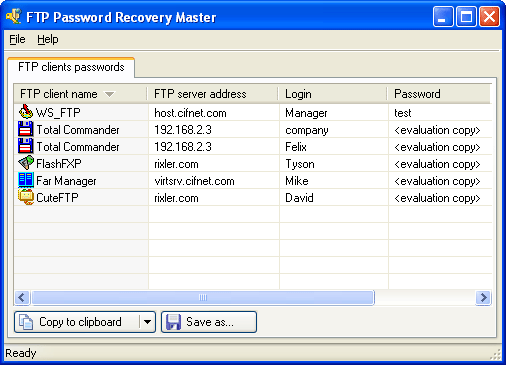 FTP Password Recovery Master
File Help
FTP clients passwords
FTP client name FTP server address Login Password
WS_FTP host.cifnet.com Manager test
Total Commander 192.168.2.3 company <evaluation copy>
Total Commander 192.168.2.3 Felix <evaluation copy>
FlashFXP rixler.com Tyson <evaluation copy>
Far Manager virtsrv.cifnet.com Mike <evaluation copy>
CuteFTP rixler.com David <evaluation copy>
Copy to clipboard Save as...
Ready